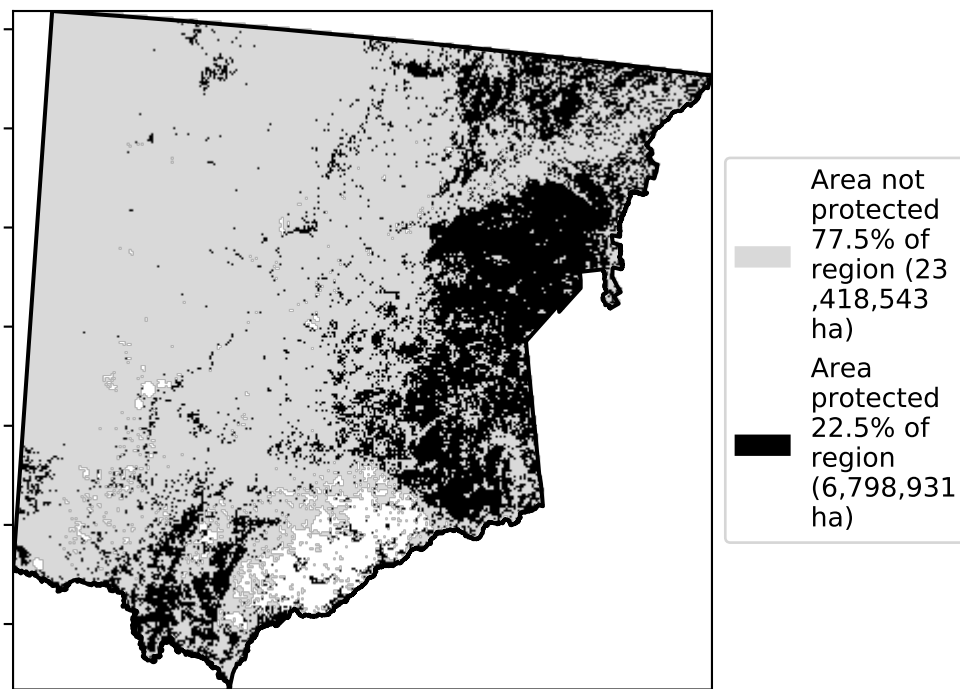 Area not
protected
77.5% of
region (23
,418,543
ha)
Area
protected
22.5% of
region
(6,798,931
ha)